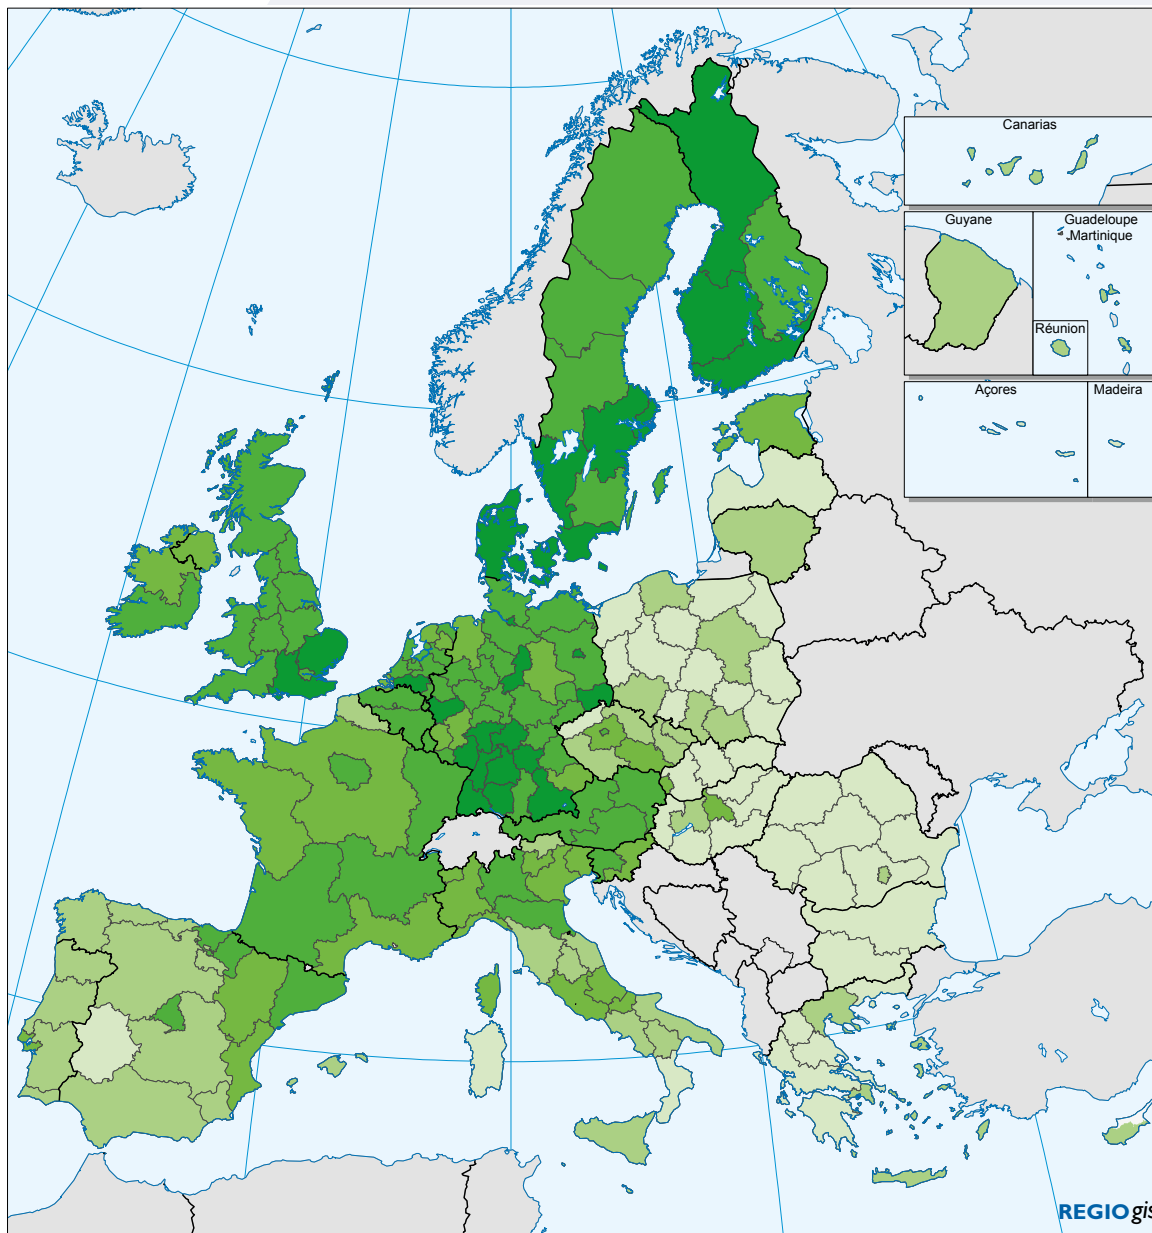 Canarias
Guyane
Guadeloupe
Martinique
Réunion
Açores
Madeira
REGIOgis